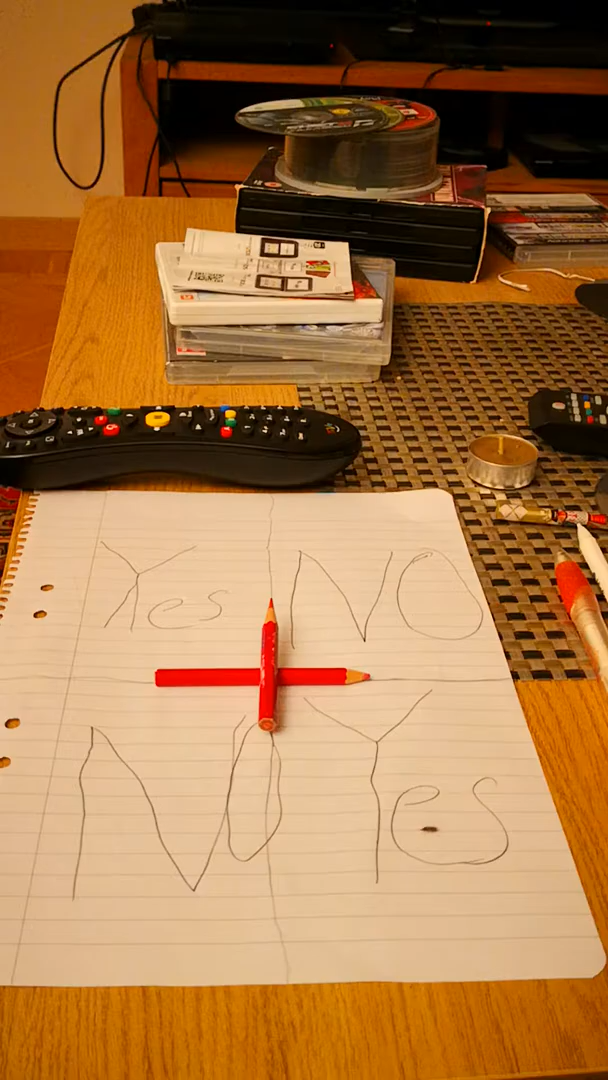 Yes NO
NO Yes